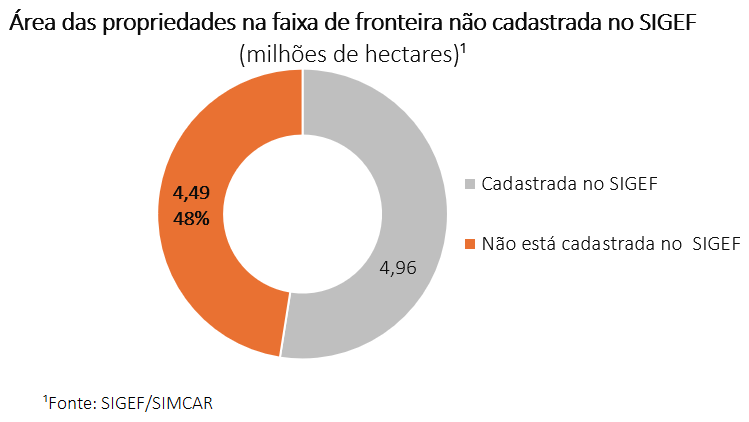 Área das propriedades na faixa de fronteira não cadastrada no SIGEF
(milhões de hectares)¹
4,49
48%
4,96
Cadastrada no SIGEF
Não está cadastrada no  SIGEF
¹Fonte: SIGEF/SIMCAR